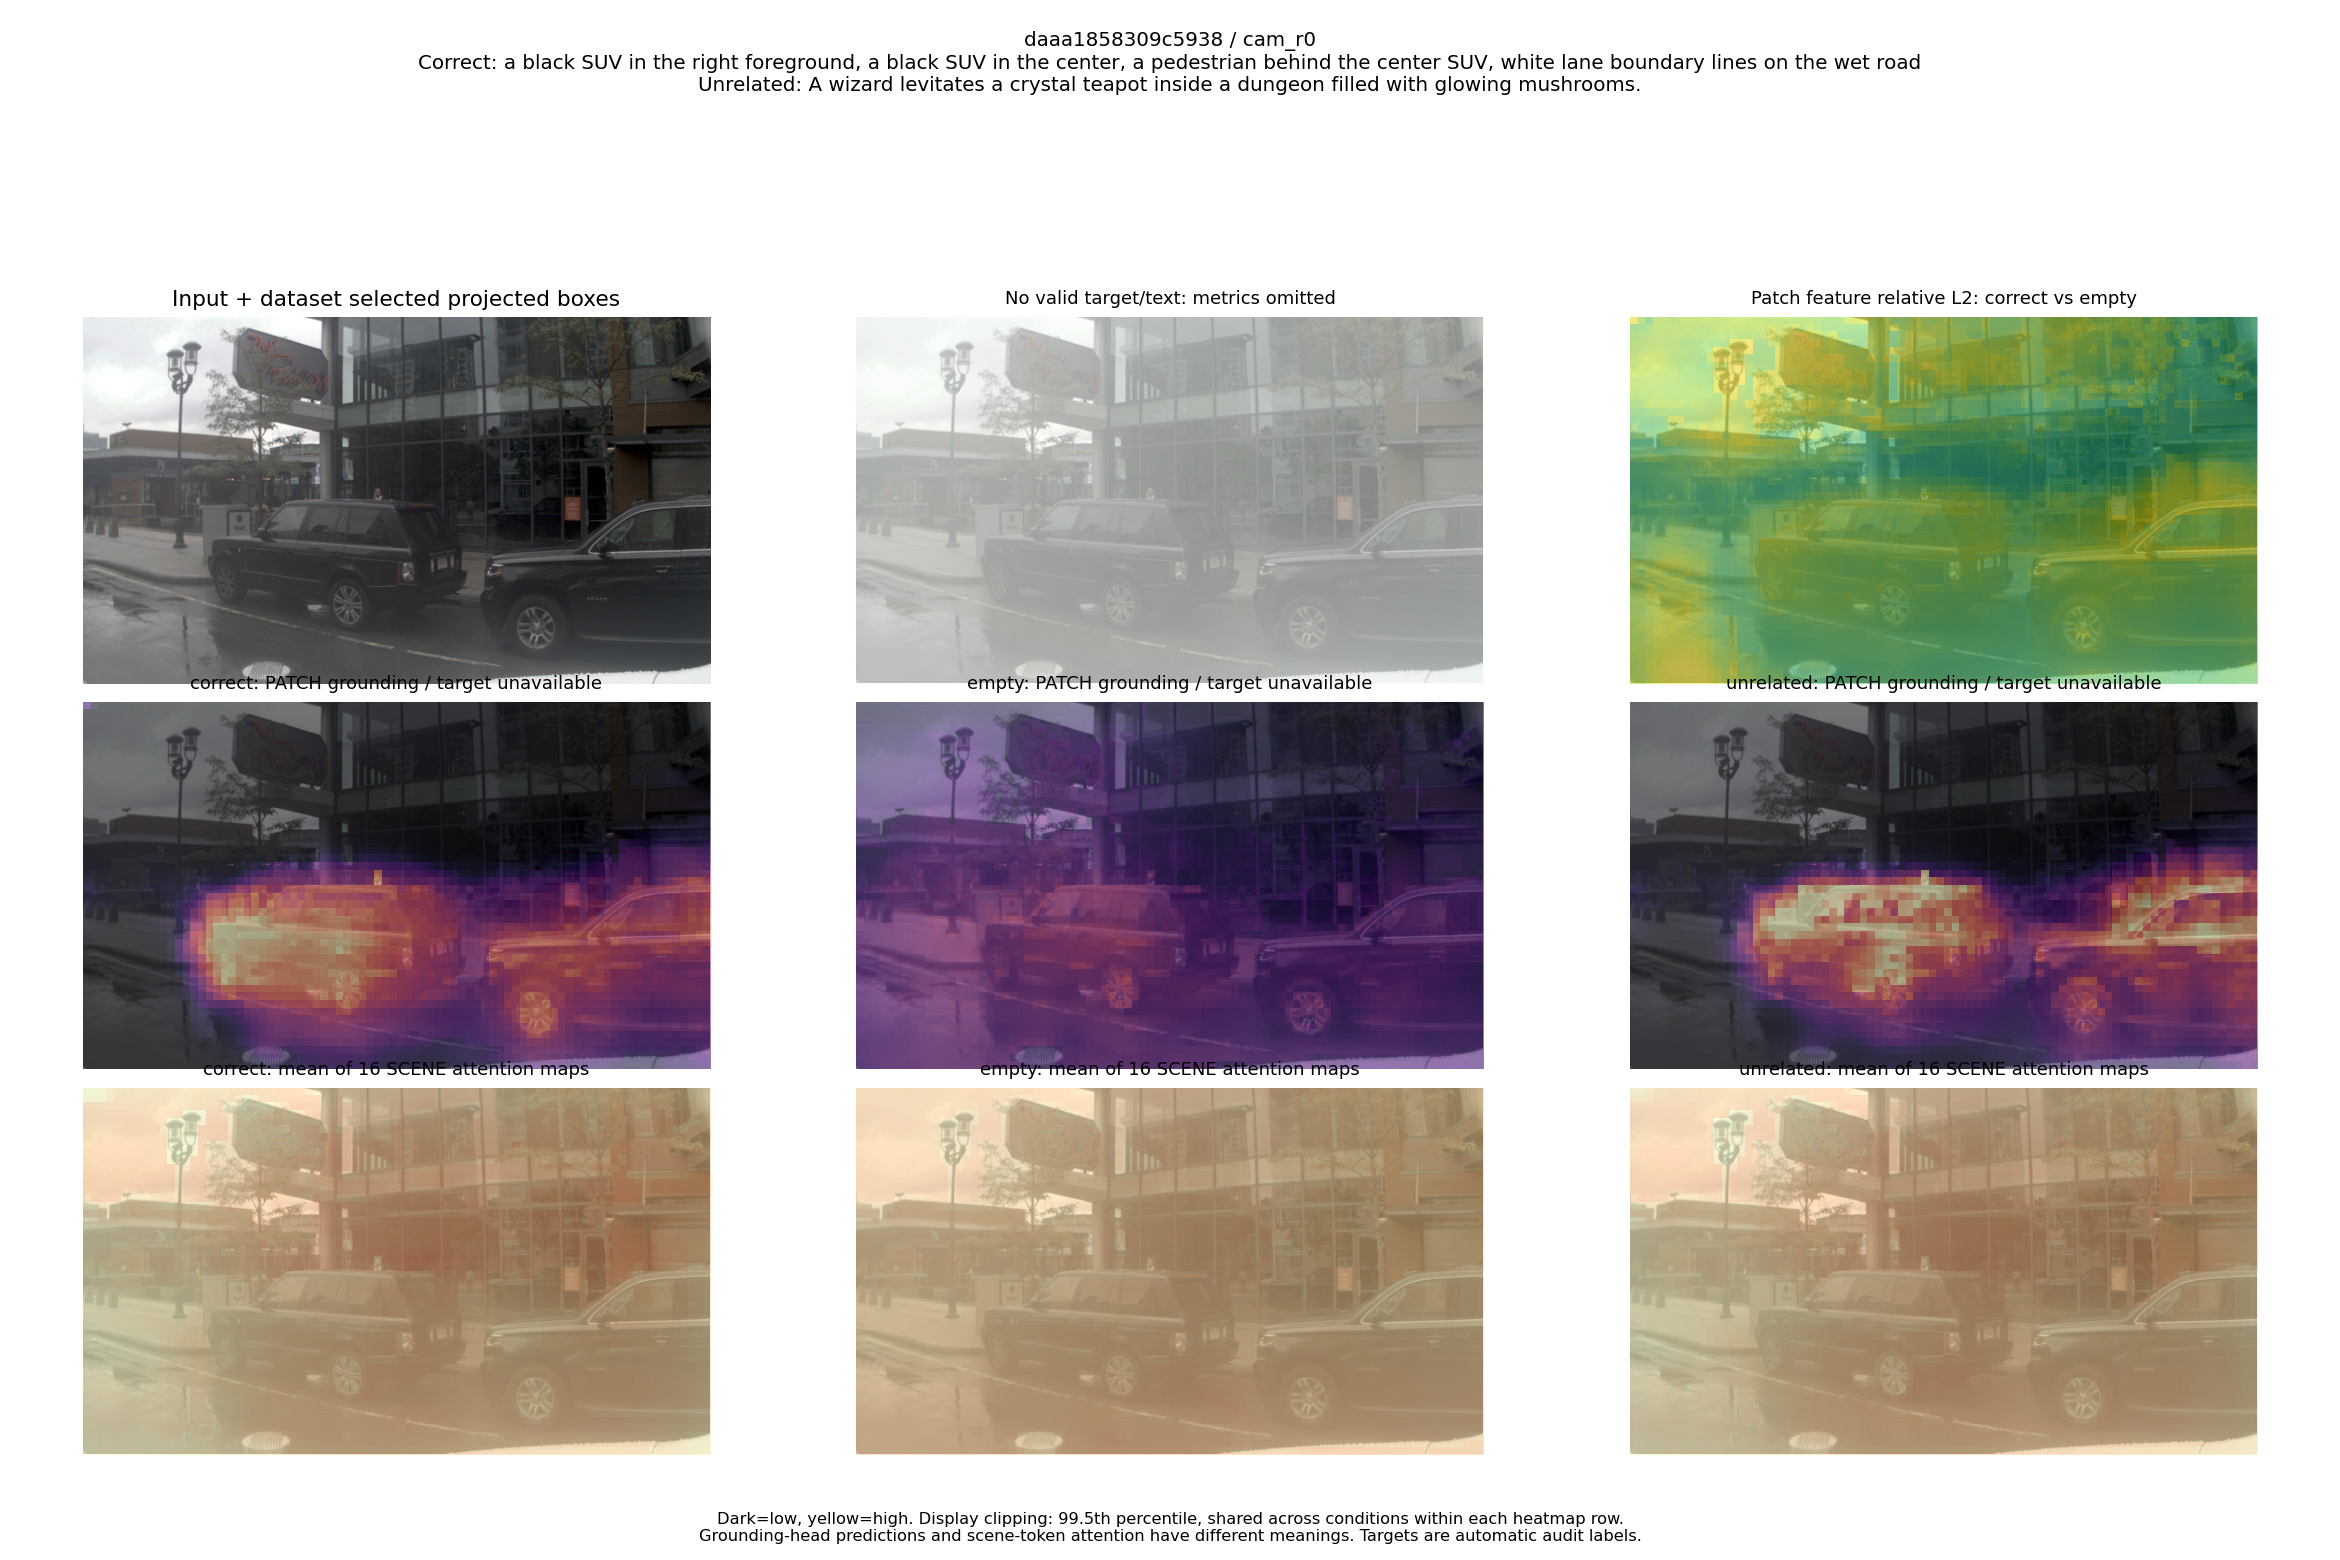 daaa1858309c5938 / cam_r0
Correct: a black SUV in the right foreground, a black SUV in the center, a pedestrian behind the center SUV, white lane boundary lines on the wet road
Unrelated: A wizard levitates a crystal teapot inside a dungeon filled with glowing mushrooms.
Input + dataset selected projected boxes
No valid target/text: metrics omitted
Patch feature relative L2: correct vs empty
correct: PATCH grounding / target unavailable
empty: PATCH grounding / target unavailable
unrelated: PATCH grounding / target unavailable
correct: mean of 16 SCENE attention maps
empty: mean of 16 SCENE attention maps
unrelated: mean of 16 SCENE attention maps
Dark=low, yellow=high. Display clipping: 99.5th percentile, shared across conditions within each heatmap row.
Grounding-head predictions and scene-token attention have different meanings. Targets are automatic audit labels.